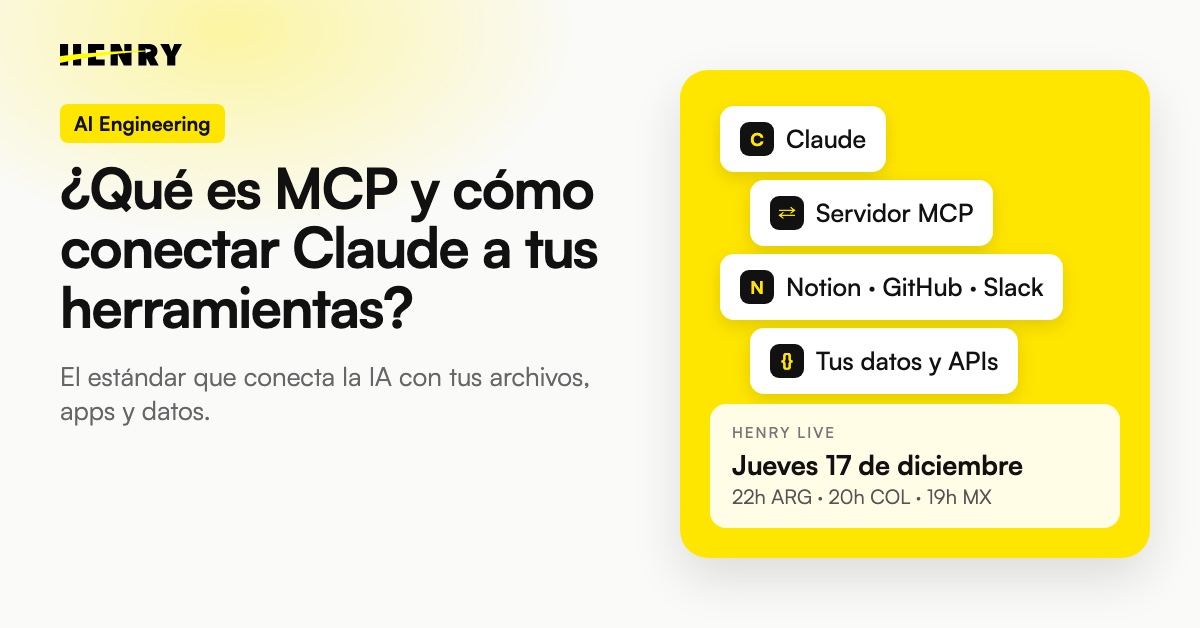 HENRY
AI Engineering
¿Qué es MCP y cómo
conectar Claude a tus
herramientas?
El estándar que conecta la IA con tus archivos,
apps y datos.
C Claude
⇄ Servidor MCP
N Notion · GitHub · Slack
{} Tus datos y APIs
HENRY LIVE
Jueves 17 de diciembre
22h ARG · 20h COL · 19h MX